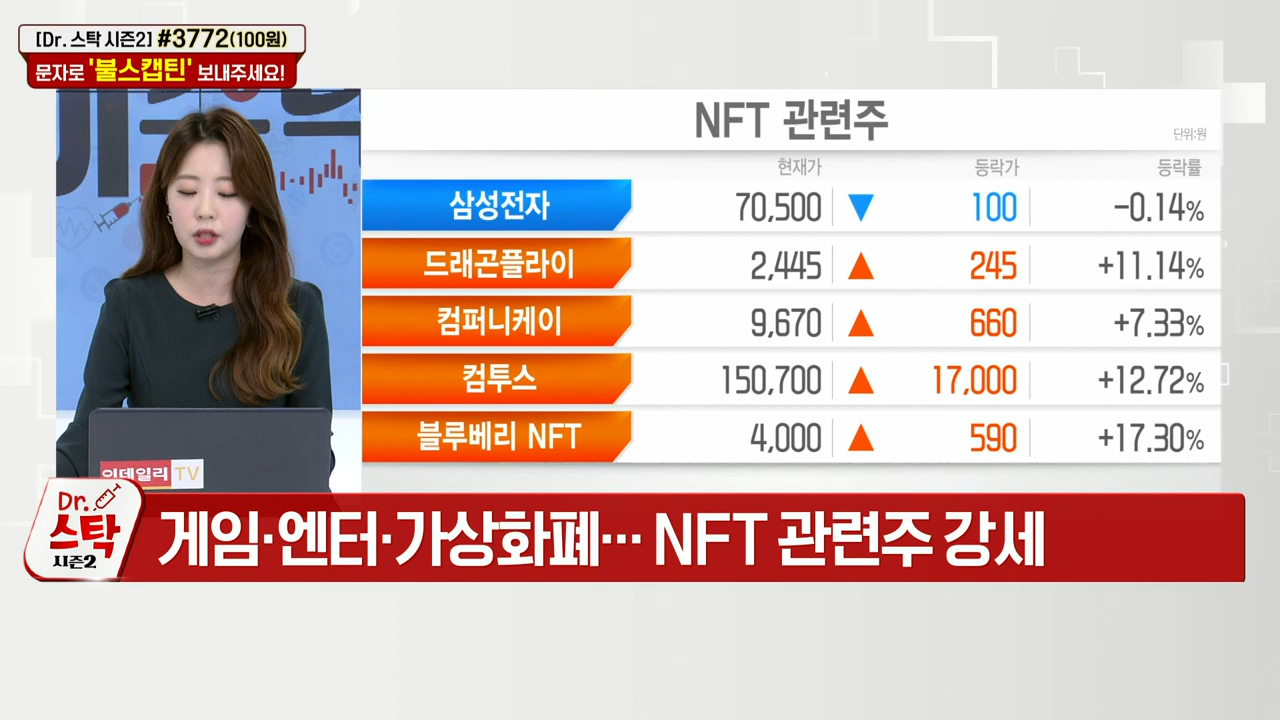 [Dr. 스탁 시즌2] #3772(100원)
문자로 '불스캡틴' 보내주세요!
NFT 관련주
단위:원
현재가 등락가 등락률
삼성전자 70,500 ▼ 100 -0.14%
드래곤플라이 2,445 ▲ 245 +11.14%
컴퍼니케이 9,670 ▲ 660 +7.33%
컴투스 150,700 ▲ 17,000 +12.72%
블루베리 NFT 4,000 ▲ 590 +17.30%
이데일리 TV
Dr.
스탁
시즌2
게임·엔터·가상화폐… NFT 관련주 강세